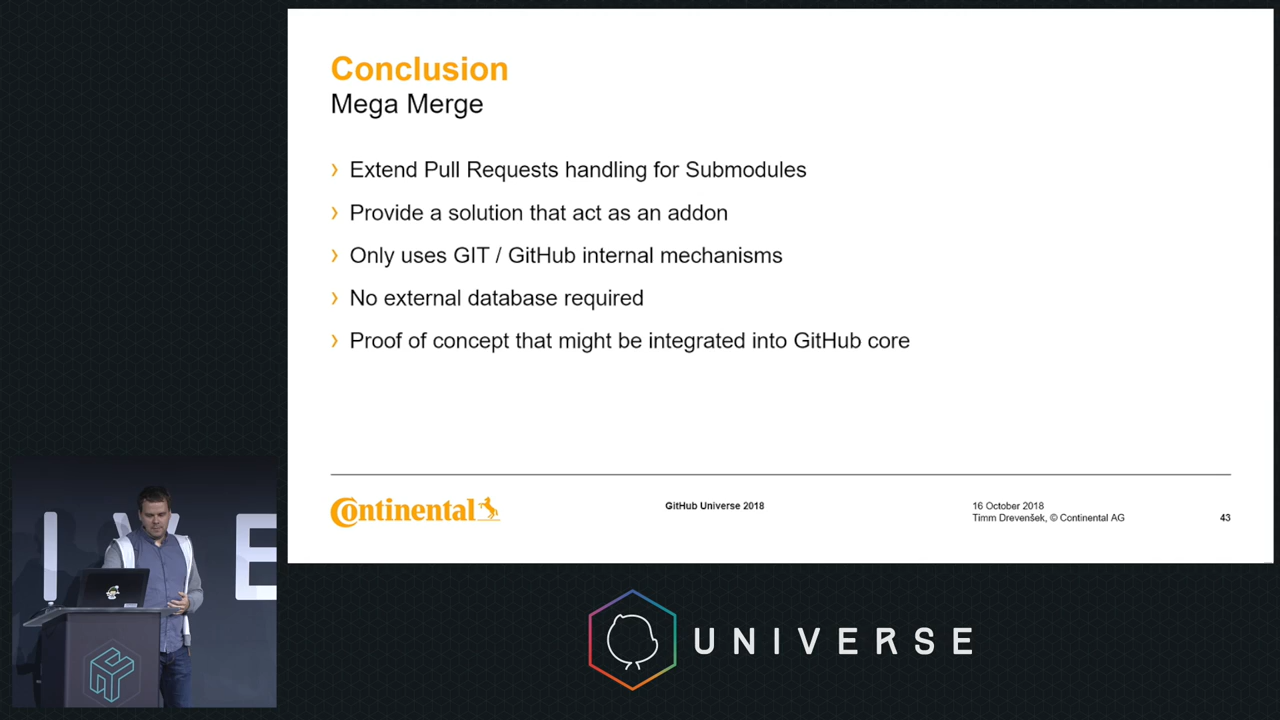 Conclusion
Mega Merge
› Extend Pull Requests handling for Submodules
› Provide a solution that act as an addon
› Only uses GIT / GitHub internal mechanisms
› No external database required
› Proof of concept that might be integrated into GitHub core
Continental
GitHub Universe 2018
16 October 2018
Timm Drevenšek, © Continental AG
43
I V E
UNIVERSE